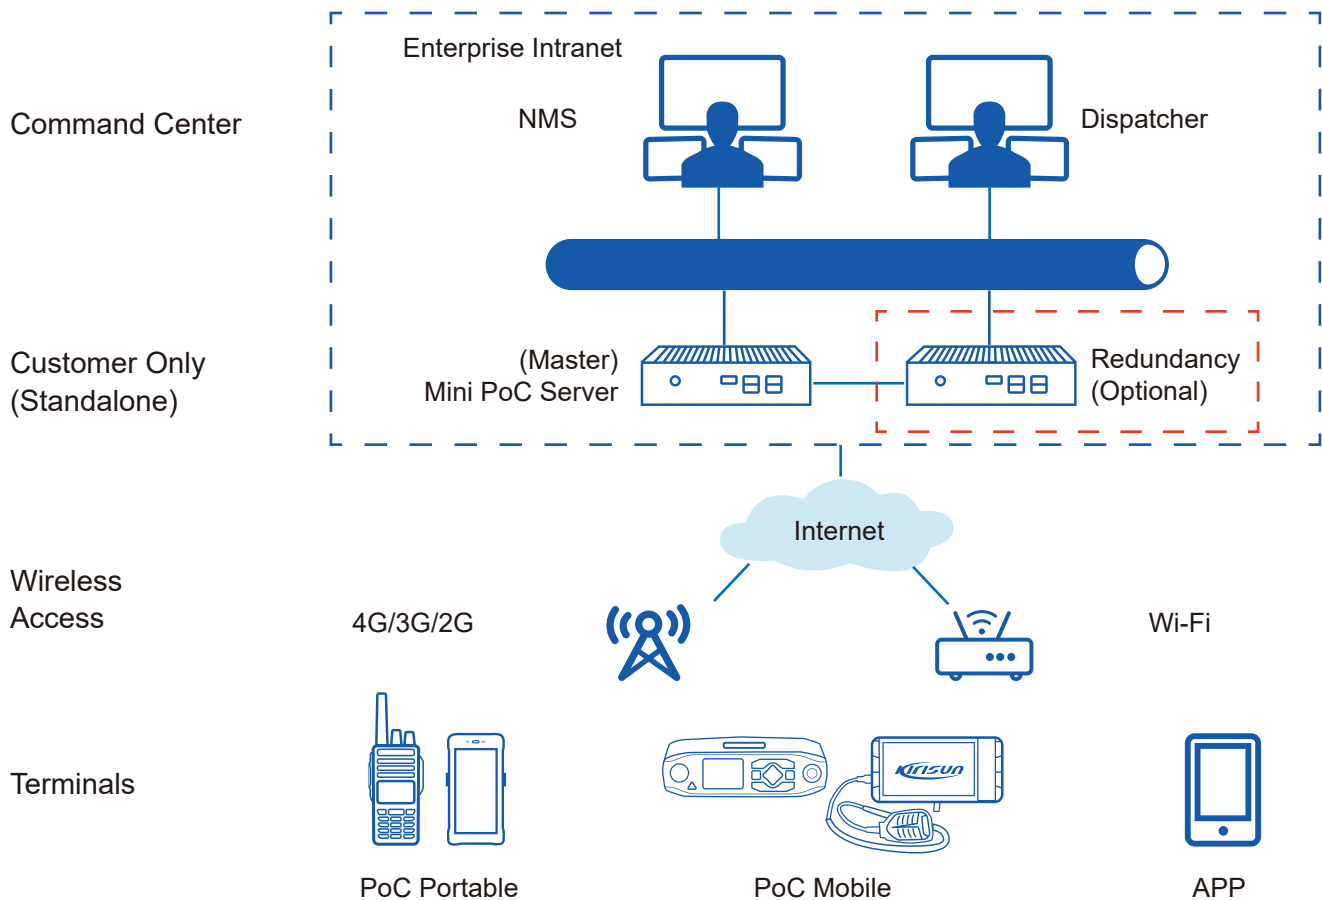 Enterprise Intranet
Command Center
NMS
Dispatcher
Customer Only
(Standalone)
(Master)
Mini PoC Server
Redundancy
(Optional)
Internet
Wireless
Access
4G/3G/2G
Wi-Fi
Terminals
Kirisun
PoC Portable
PoC Mobile
APP